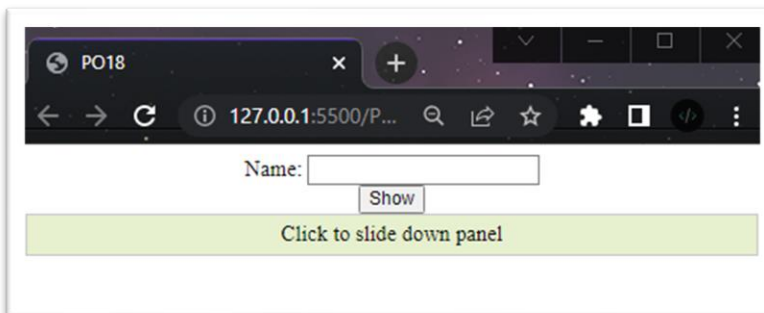 PO18
127.0.0.1:5500/P...
Name:
Show
Click to slide down panel